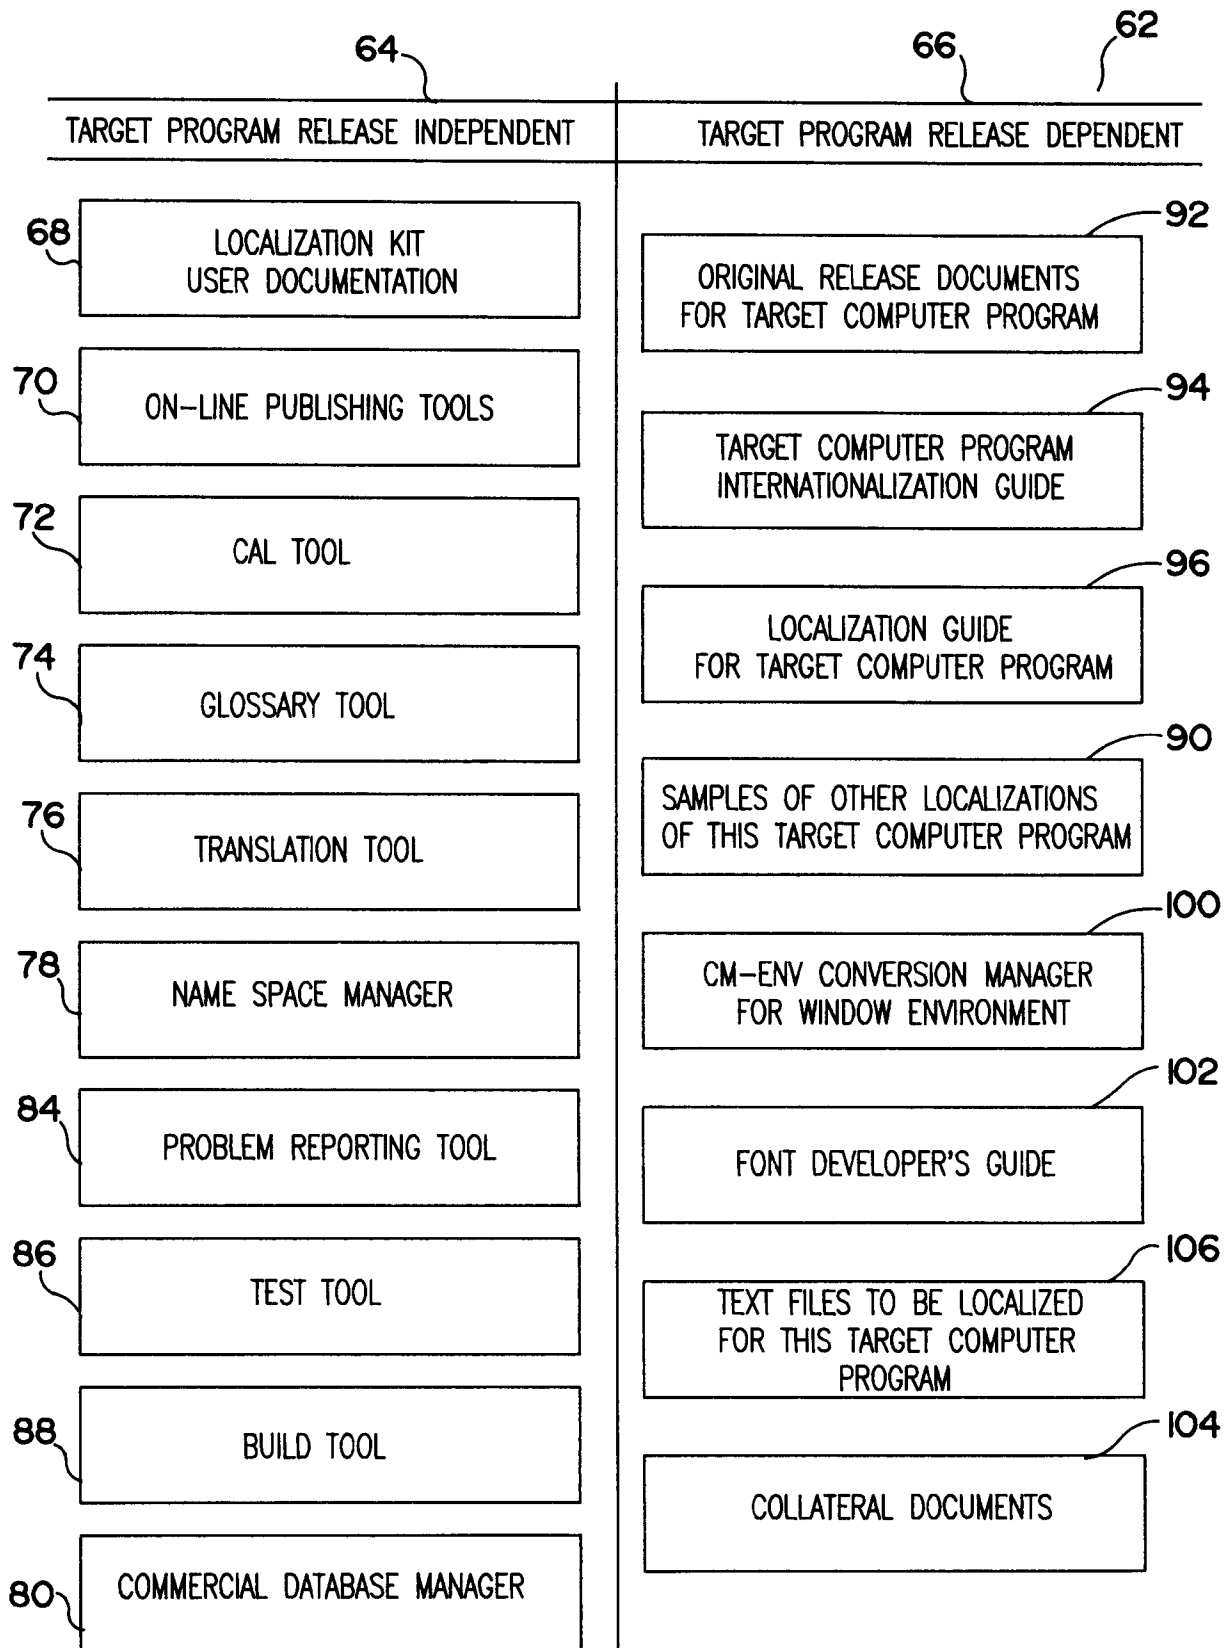 62
64
66
TARGET PROGRAM RELEASE INDEPENDENT
TARGET PROGRAM RELEASE DEPENDENT
68
LOCALIZATION KIT
USER DOCUMENTATION
70
ON-LINE PUBLISHING TOOLS
72
CAL TOOL
74
GLOSSARY TOOL
76
TRANSLATION TOOL
78
NAME SPACE MANAGER
84
PROBLEM REPORTING TOOL
86
TEST TOOL
88
BUILD TOOL
80
COMMERCIAL DATABASE MANAGER
92
ORIGINAL RELEASE DOCUMENTS
FOR TARGET COMPUTER PROGRAM
94
TARGET COMPUTER PROGRAM
INTERNATIONALIZATION GUIDE
96
LOCALIZATION GUIDE
FOR TARGET COMPUTER PROGRAM
90
SAMPLES OF OTHER LOCALIZATIONS
OF THIS TARGET COMPUTER PROGRAM
100
CM-ENV CONVERSION MANAGER
FOR WINDOW ENVIRONMENT
102
FONT DEVELOPER'S GUIDE
106
TEXT FILES TO BE LOCALIZED
FOR THIS TARGET COMPUTER
PROGRAM
104
COLLATERAL DOCUMENTS